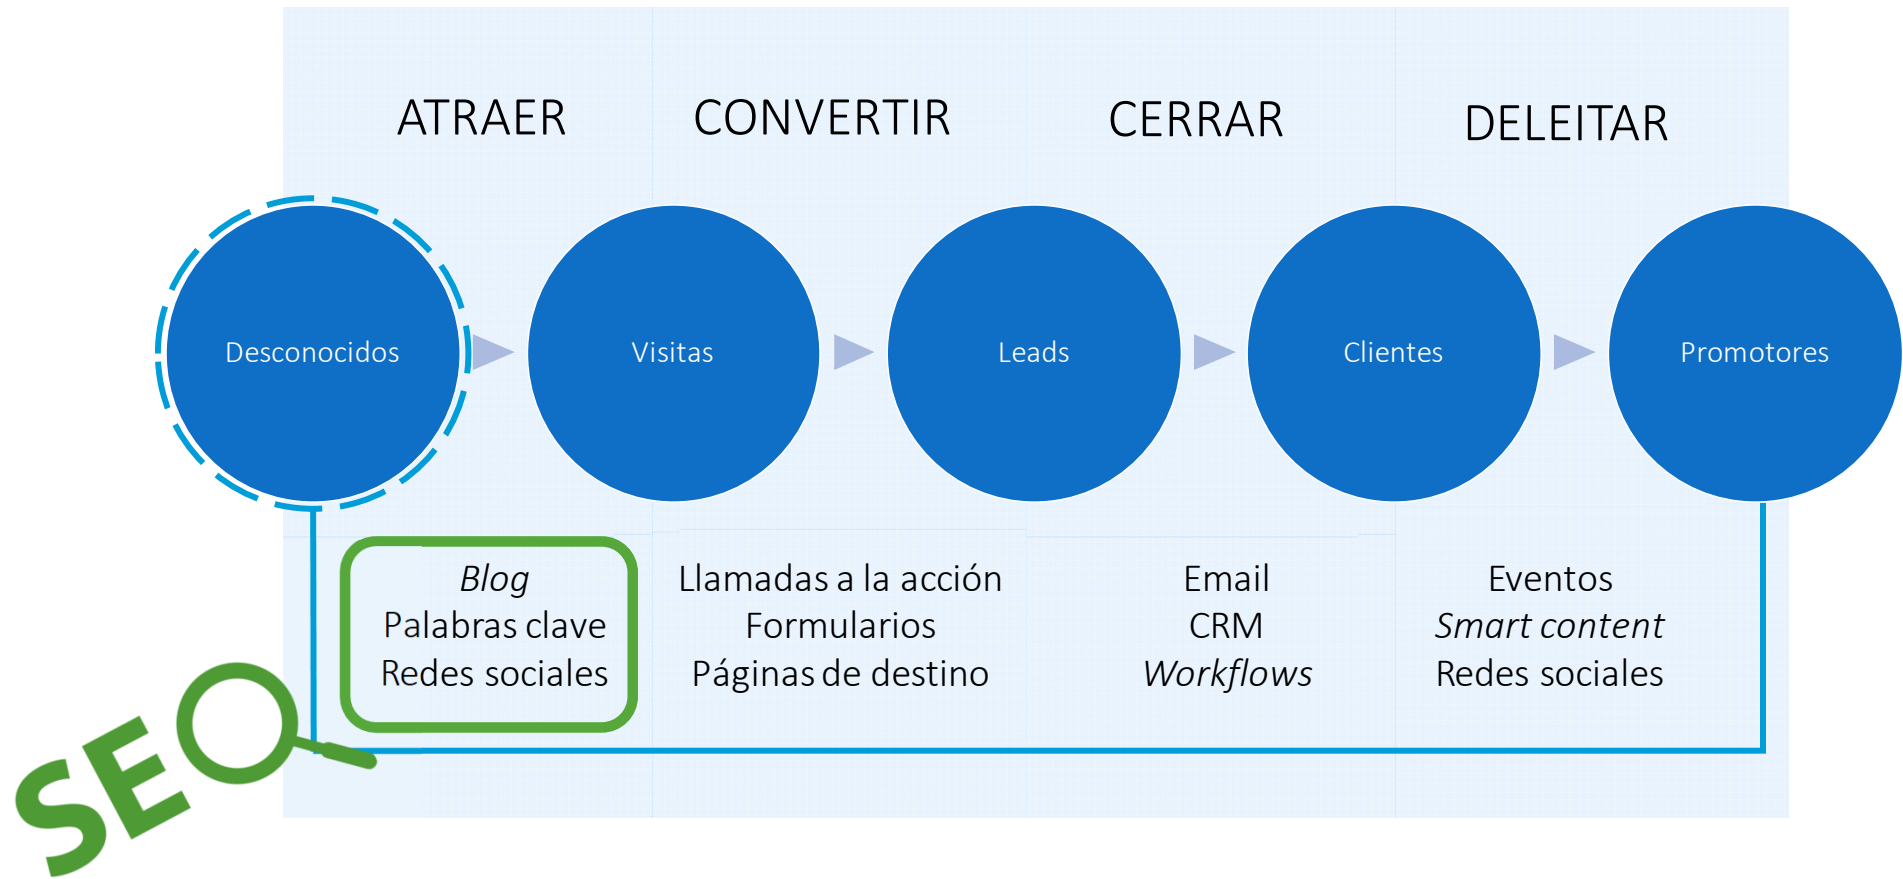 ATRAER
CONVERTIR
CERRAR
DELEITAR
Desconocidos
Visitas
Leads
Clientes
Promotores
Blog
Palabras clave
Redes sociales
Llamadas a la acción
Formularios
Páginas de destino
Email
CRM
Workflows
Eventos
Smart content
Redes sociales
SEO